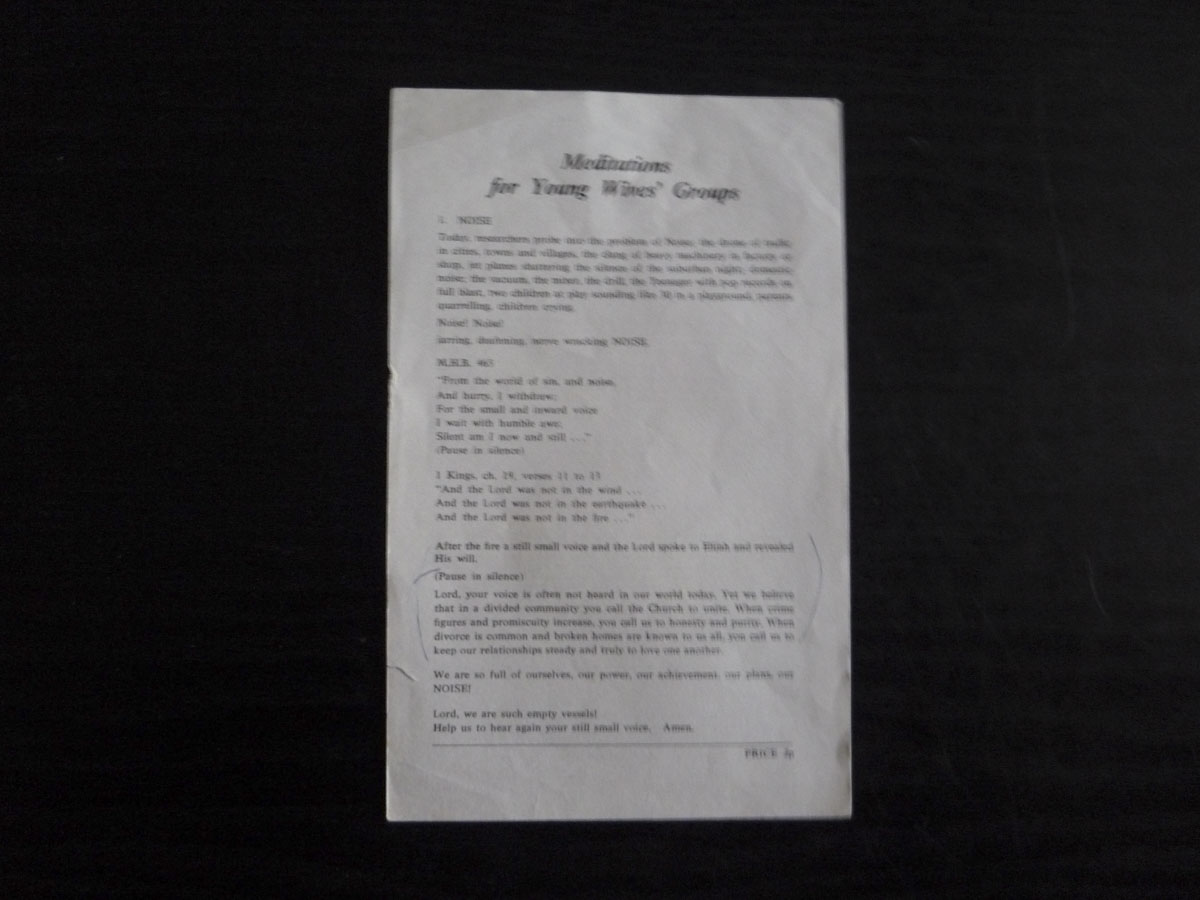 Meditations
for Young Wives' Groups
1. NOISE
Today, researchers probe into the problem of Noise, the drone of traffic
in cities, towns and villages, the clang of heavy machinery in factory or
shop, jet planes shattering the silence of the suburban night; domestic
noise, the vacuum, the mixer, the drill, the Teenager with pop records on
full blast, two children at play sounding like 30 in a playground, parents
quarrelling, children crying.
Noise! Noise!
jarring, deafening, nerve wracking NOISE.
M.H.B. 463
"From the world of sin, and noise,
And hurry, I withdraw;
For the small and inward voice
I wait with humble awe;
Silent am I now and still ..."
(Pause in silence)
1 Kings, ch. 19, verses 11 to 13
"And the Lord was not in the wind ...
And the Lord was not in the earthquake ...
And the Lord was not in the fire ..."
After the fire a still small voice and the Lord spoke to Elijah and revealed
His will.
(Pause in silence)
Lord, your voice is often not heard in our world today. Yet we believe
that in a divided community you call the Church to unite. When crime
figures and promiscuity increase, you call us to honesty and purity. When
divorce is common and broken homes are known to us all, you call us to
keep our relationships steady and truly to love one another.
We are so full of ourselves, our power, our achievement, our plans, our
NOISE!
Lord, we are such empty vessels!
Help us to hear again your still small voice. Amen.
PRICE